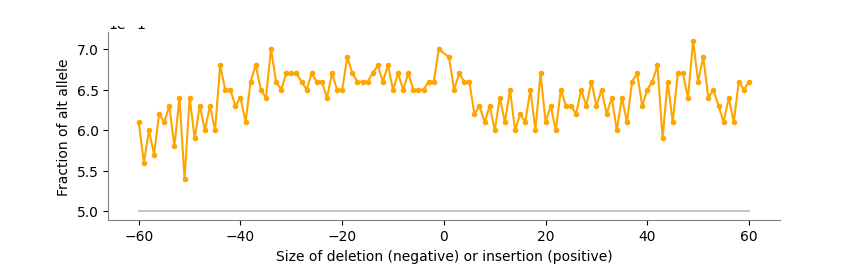 7.0
6.5
6.0
5.5
5.0
Fraction of alt allele
−60 −40 −20 0 20 40 60
Size of deletion (negative) or insertion (positive)